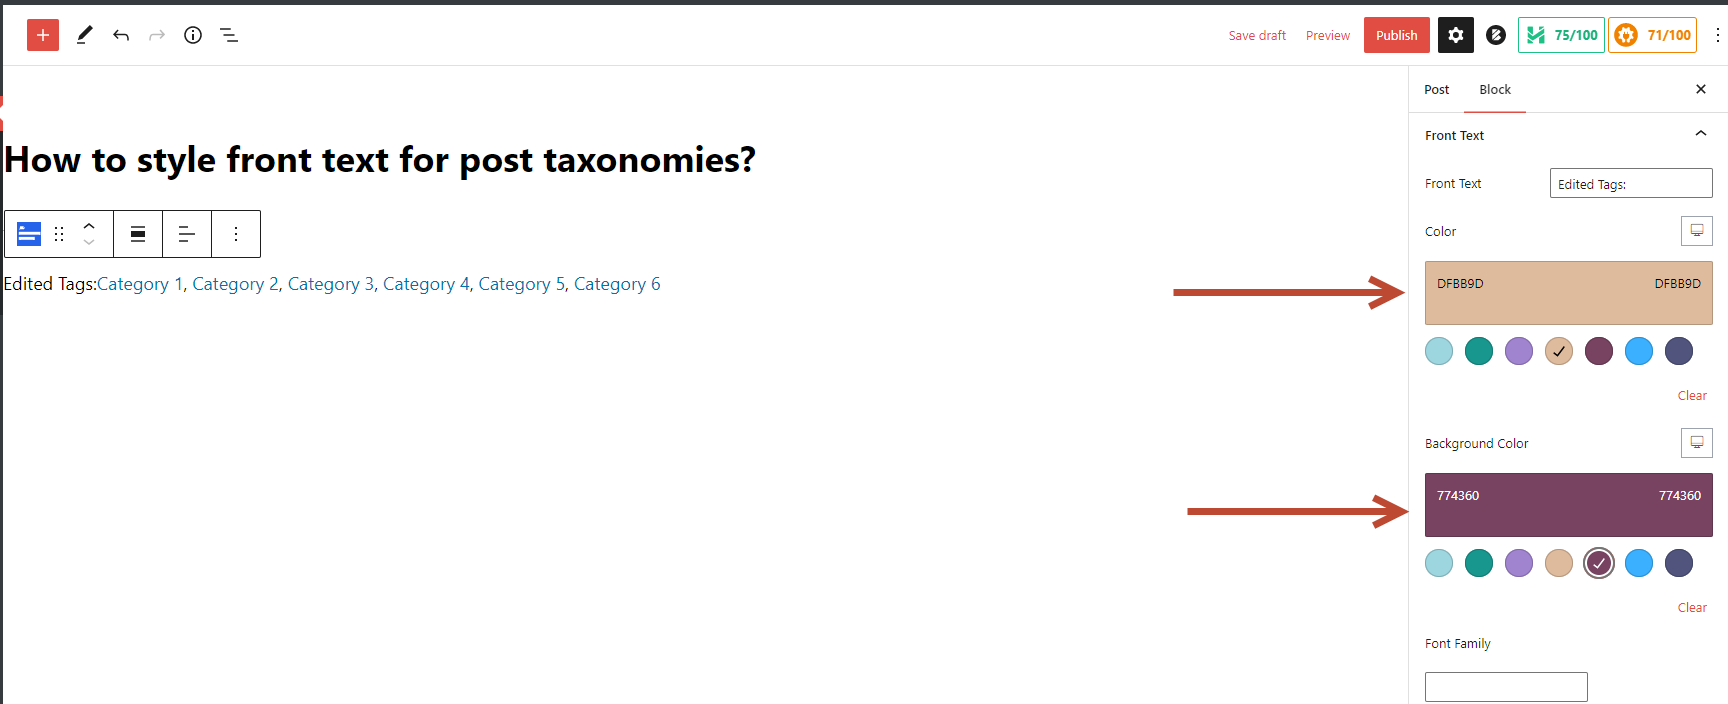 Save draft Preview Publish 75/100 71/100
Post Block
Front Text
How to style front text for post taxonomies?
Front Text Edited Tags:
Color
Edited Tags:Category 1, Category 2, Category 3, Category 4, Category 5, Category 6
DFBB9D DFBB9D
Clear
Background Color
774360 774360
Clear
Font Family